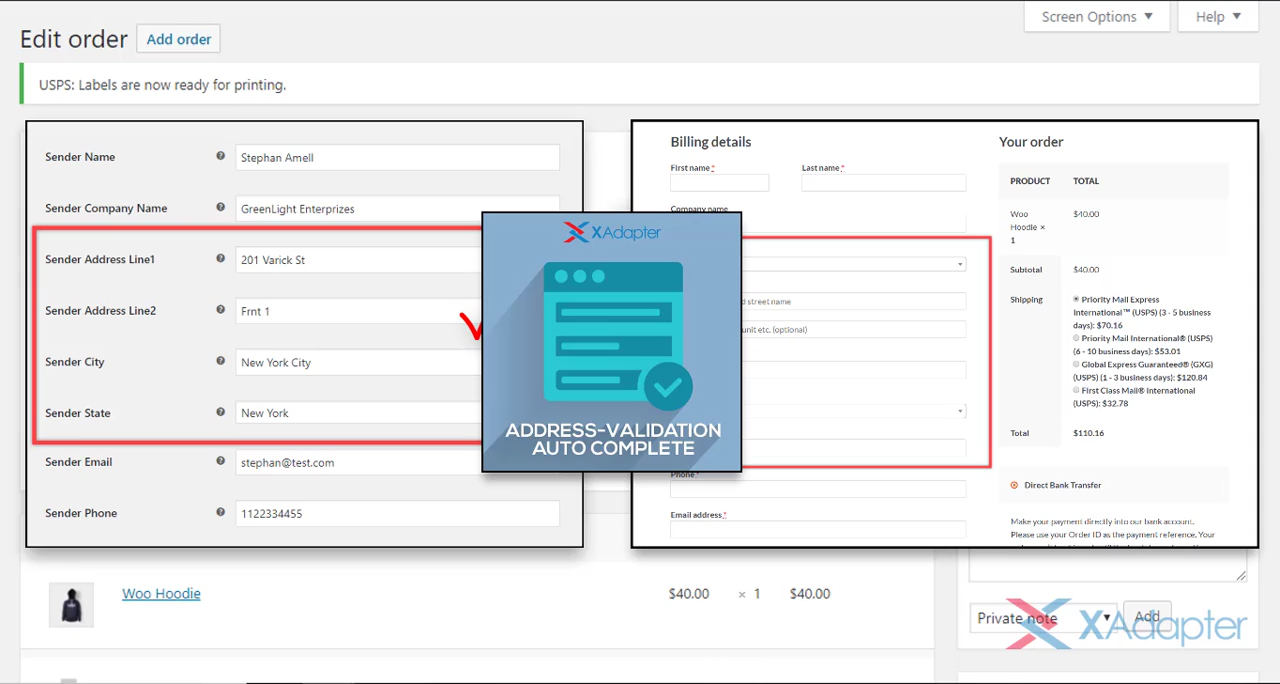 Screen Options
Help
Edit order
Add order
USPS: Labels are now ready for printing.
Sender Name
Stephan Amell
Sender Company Name
GreenLight Enterprizes
Sender Address Line1
201 Varick St
Sender Address Line2
Frnt 1
Sender City
New York City
Sender State
New York
Sender Email
stephan@test.com
Sender Phone
1122334455
XAdapter
ADDRESS-VALIDATION
AUTO COMPLETE
Billing details
First name *
Last name *
Company name
d street name
unit etc. (optional)
Phone *
Email address *
Your order
PRODUCT TOTAL
Woo $40.00
Hoodie ×
1
Subtotal $40.00
Shipping
Priority Mail Express
International™ (USPS) (3 - 5 business
days): $70.16
Priority Mail International® (USPS)
(6 - 10 business days): $53.01
Global Express Guaranteed® (GXG)
(USPS) (1 - 3 business days): $120.84
First Class Mail® International
(USPS): $32.78
Total $110.16
Direct Bank Transfer
Make your payment directly into our bank account.
Please use your Order ID as the payment reference. Your
Woo Hoodie
$40.00 × 1 $40.00
Private note
Add
XAdapter